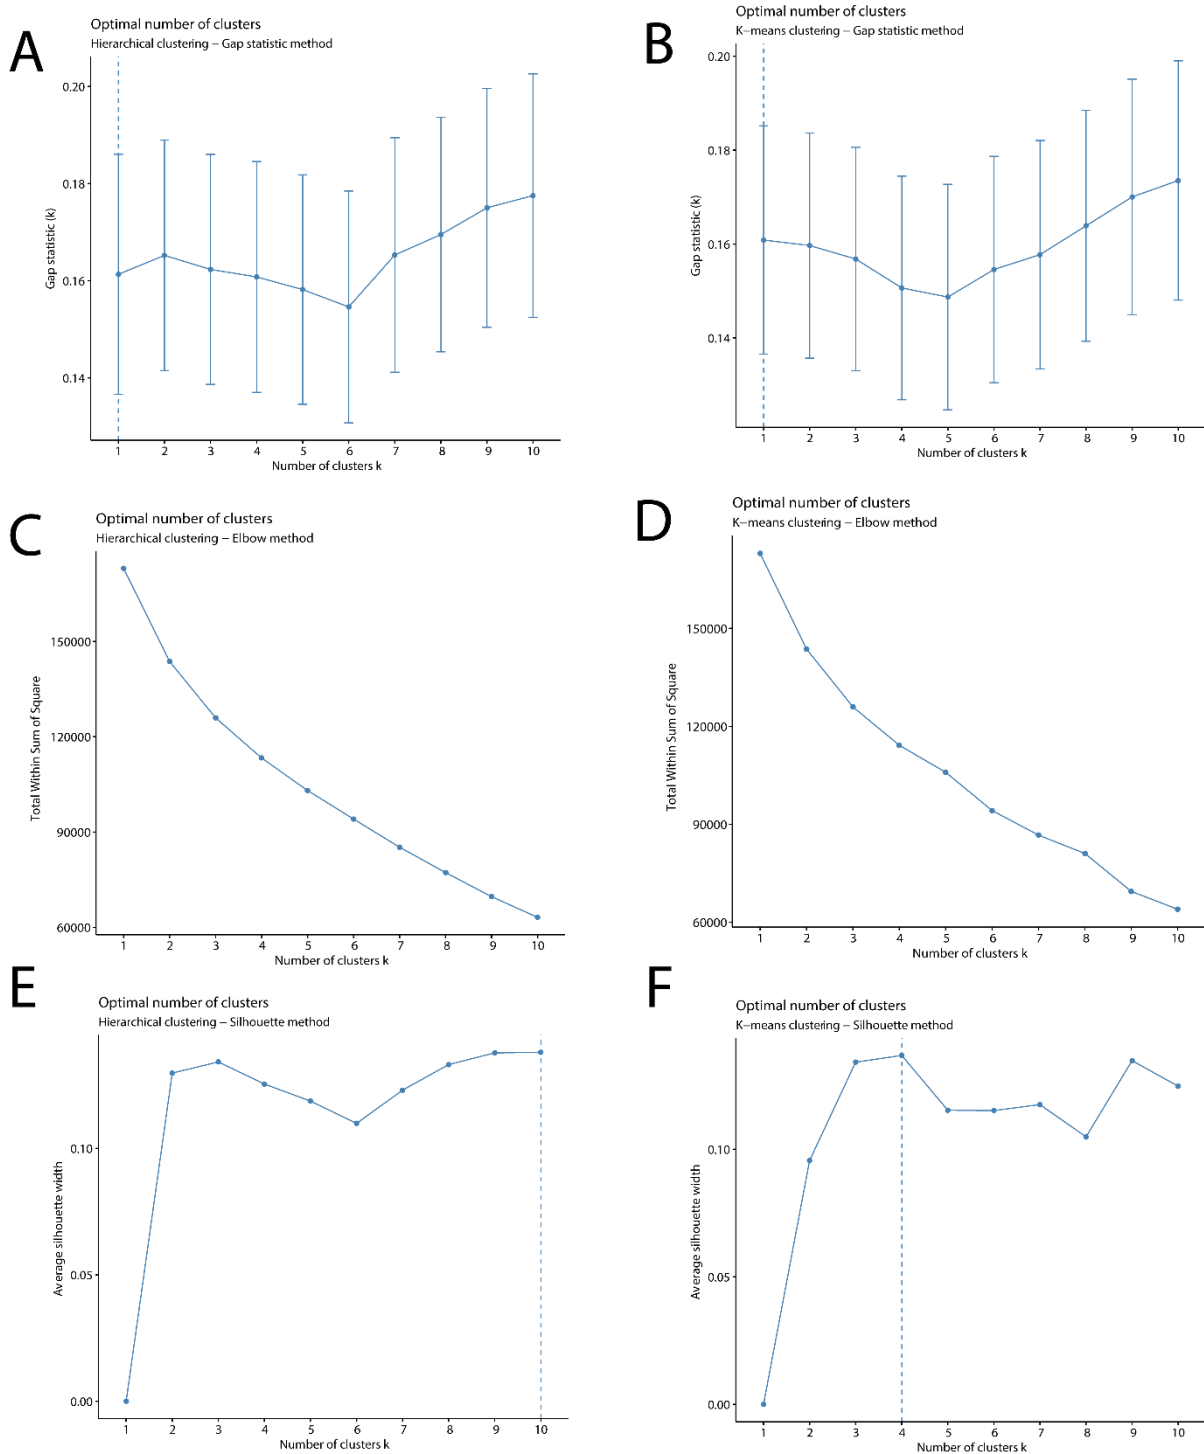 A
Optimal number of clusters
Hierarchical clustering – Gap statistic method
Gap statistic (k)
0.20
0.18
0.16
0.14
1 2 3 4 5 6 7 8 9 10
Number of clusters k
B
Optimal number of clusters
K−means clustering – Gap statistic method
Gap statistic (k)
0.20
0.18
0.16
0.14
1 2 3 4 5 6 7 8 9 10
Number of clusters k
C
Optimal number of clusters
Hierarchical clustering – Elbow method
Total Within Sum of Square
150000
120000
90000
60000
1 2 3 4 5 6 7 8 9 10
Number of clusters k
D
Optimal number of clusters
K−means clustering – Elbow method
Total Within Sum of Square
150000
120000
90000
60000
1 2 3 4 5 6 7 8 9 10
Number of clusters k
E
Optimal number of clusters
Hierarchical clustering – Silhouette method
Average silhouette width
0.10
0.05
0.00
1 2 3 4 5 6 7 8 9 10
Number of clusters k
F
Optimal number of clusters
K−means clustering – Silhouette method
Average silhouette width
0.10
0.05
0.00
1 2 3 4 5 6 7 8 9 10
Number of clusters k